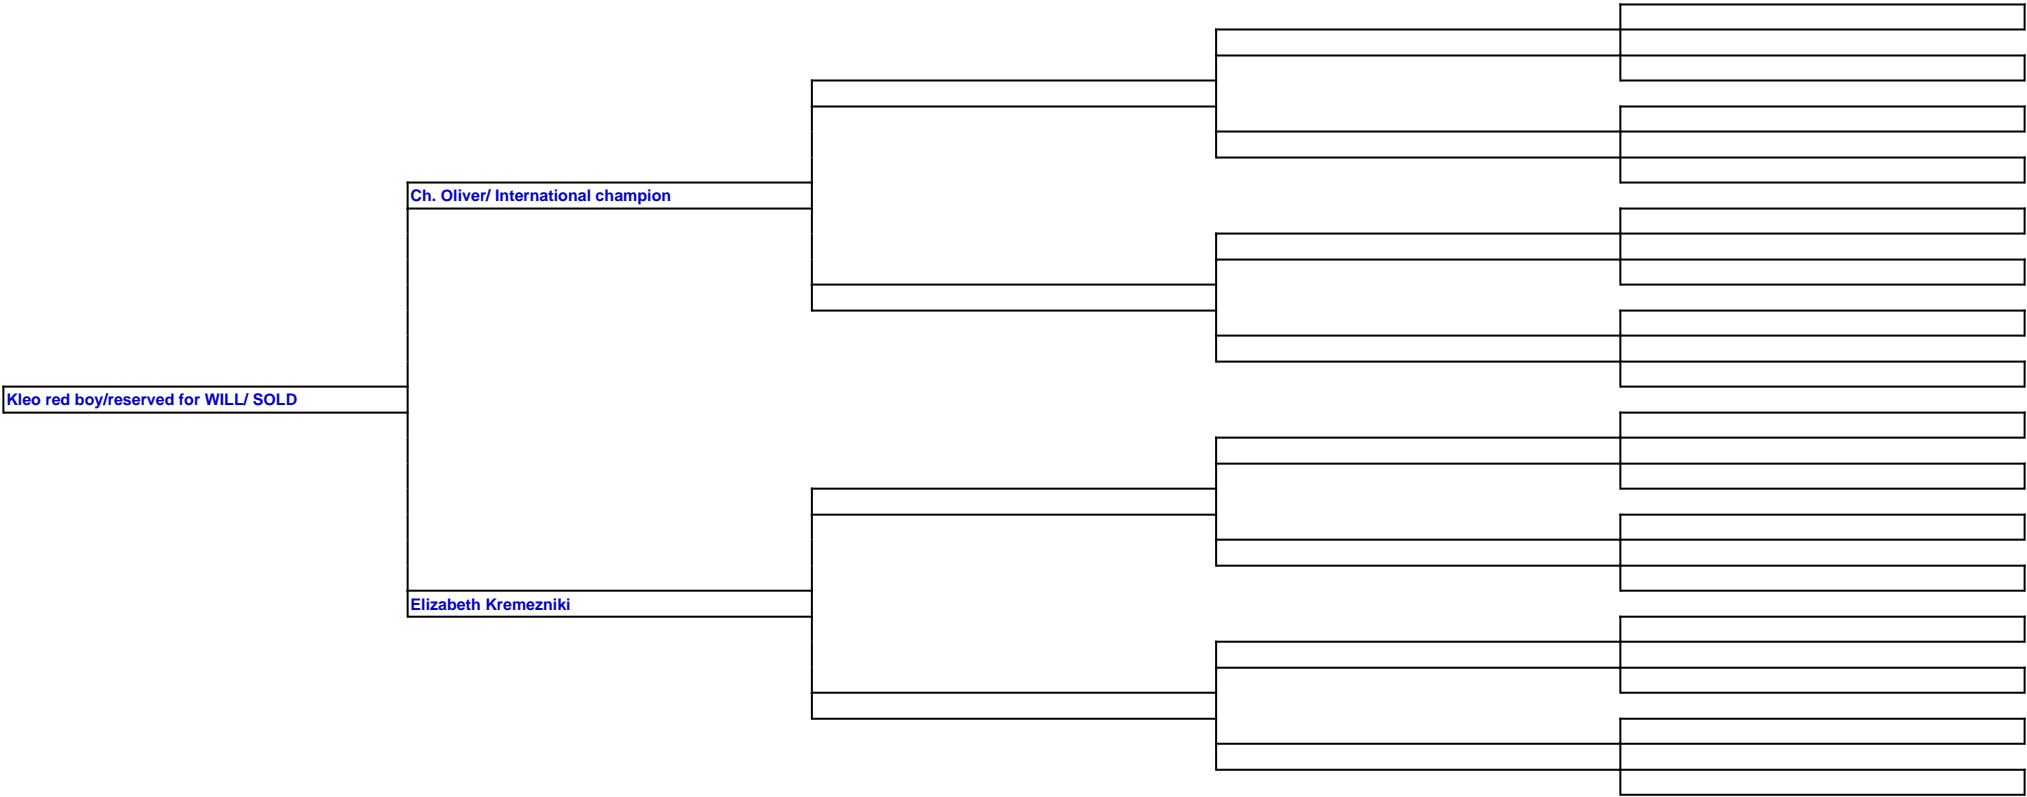 Ch. Oliver/ International champion
Kleo red boy/reserved for WILL/ SOLD
Elizabeth Kremezniki